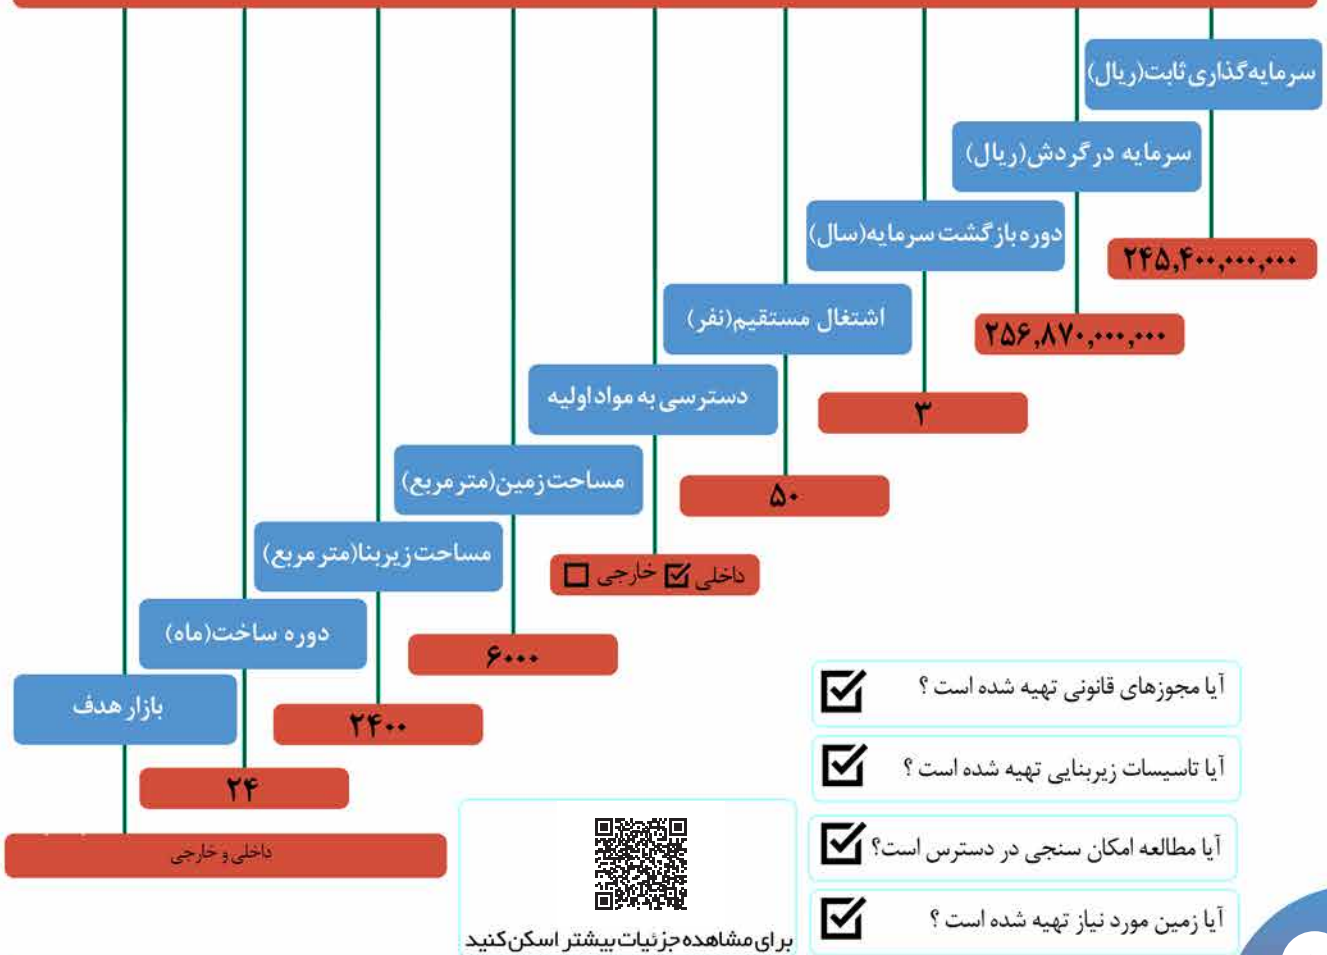 سرمایه‌گذاری ثابت(ریال)
۲۴۵,۴۰۰,۰۰۰,۰۰۰
سرمایه در گردش(ریال)
۲۵۶,۸۷۰,۰۰۰,۰۰۰
دوره بازگشت سرمایه(سال)
۳
اشتغال مستقیم(نفر)
۵۰
دسترسی به مواد اولیه
داخلی ☑ خارجی ☐
مساحت زمین(متر مربع)
۶۰۰۰
مساحت زیربنا(متر مربع)
۲۴۰۰
دوره ساخت(ماه)
۲۴
بازار هدف
داخلی و خارجی
آیا مجوزهای قانونی تهیه شده است ؟ ☑
آیا تاسیسات زیربنایی تهیه شده است ؟ ☑
آیا مطالعه امکان سنجی در دسترس است؟ ☑
آیا زمین مورد نیاز تهیه شده است ؟ ☑
برای مشاهده جزئیات بیشتر اسکن کنید